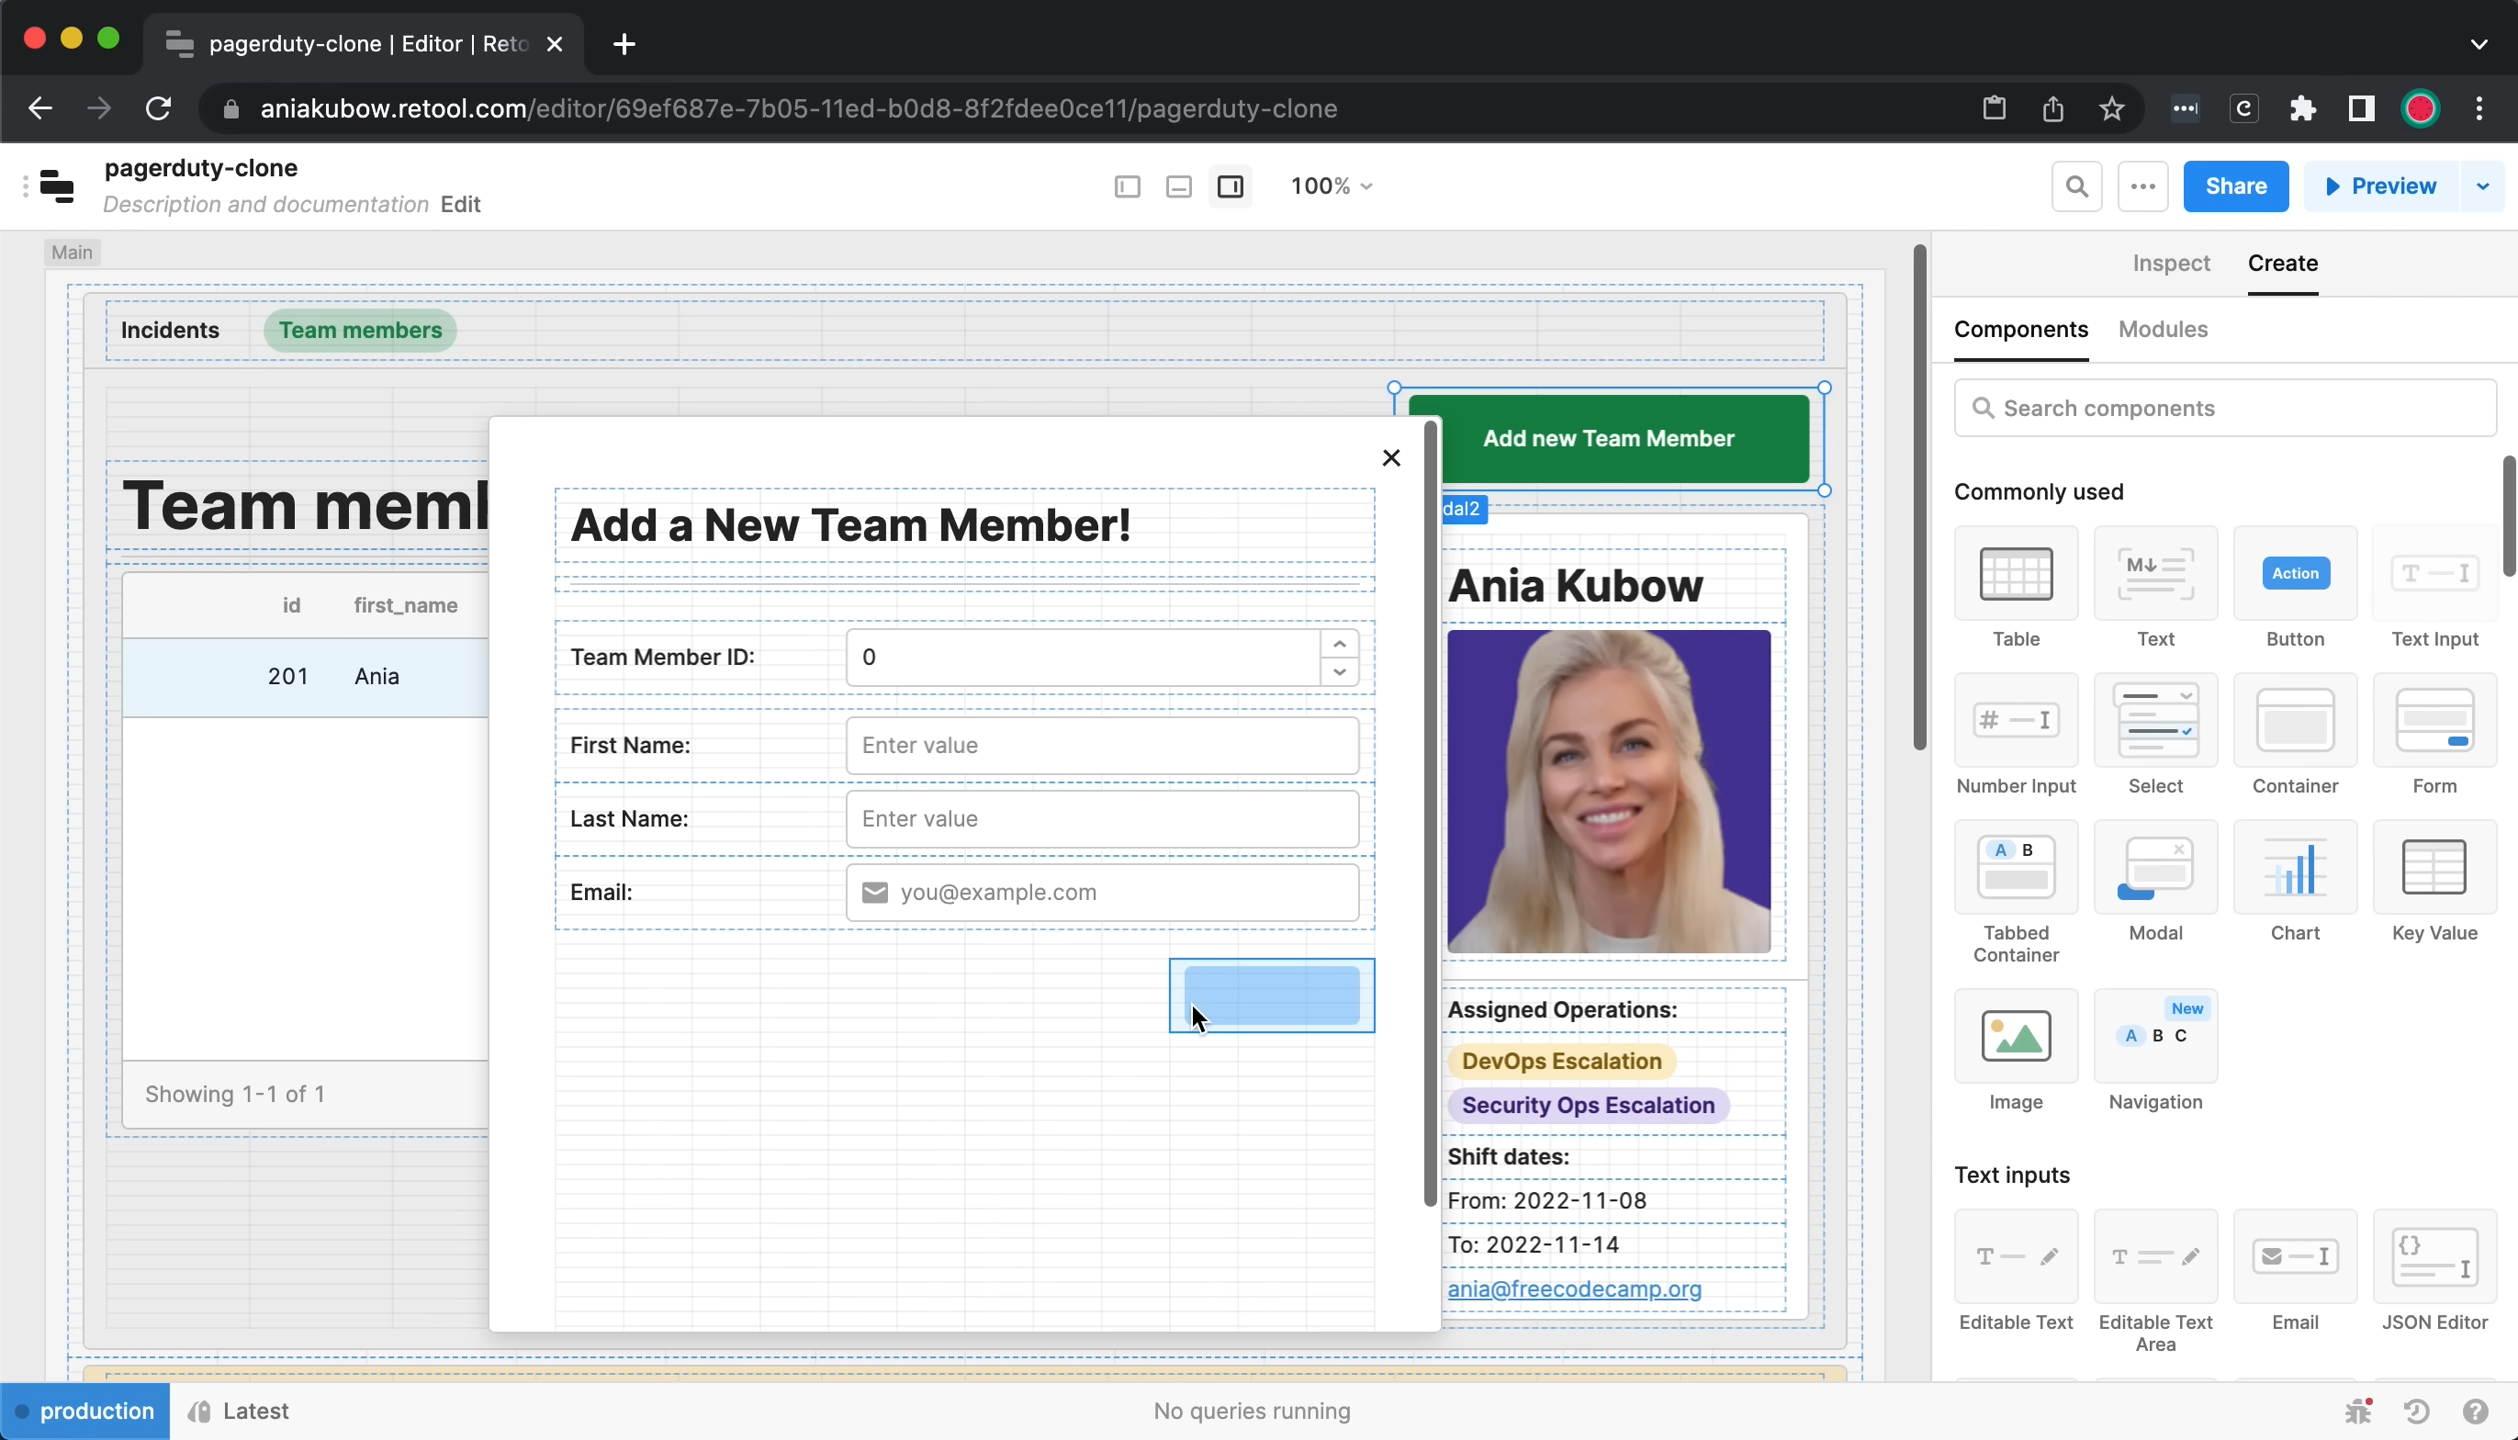 pagerduty-clone | Editor | Reto
aniakubow.retool.com/editor/69ef687e-7b05-11ed-b0d8-8f2fdee0ce11/pagerduty-clone
pagerduty-clone
Description and documentation Edit
100%
Share
Preview
Main
Incidents
Team members
Add new Team Member
Team memb
id
first_name
201
Ania
Showing 1-1 of 1
Add a New Team Member!
Team Member ID:
0
First Name:
Enter value
Last Name:
Enter value
Email:
you@example.com
dal2
Ania Kubow
Assigned Operations:
DevOps Escalation
Security Ops Escalation
Shift dates:
From: 2022-11-08
To: 2022-11-14
ania@freecodecamp.org
Inspect
Create
Components
Modules
Search components
Commonly used
Action
Table
Text
Button
Text Input
Number Input
Select
Container
Form
A B
Tabbed
Container
Modal
Chart
Key Value
New
A B C
Image
Navigation
Text inputs
Editable Text
Editable Text
Area
Email
JSON Editor
production
Latest
No queries running